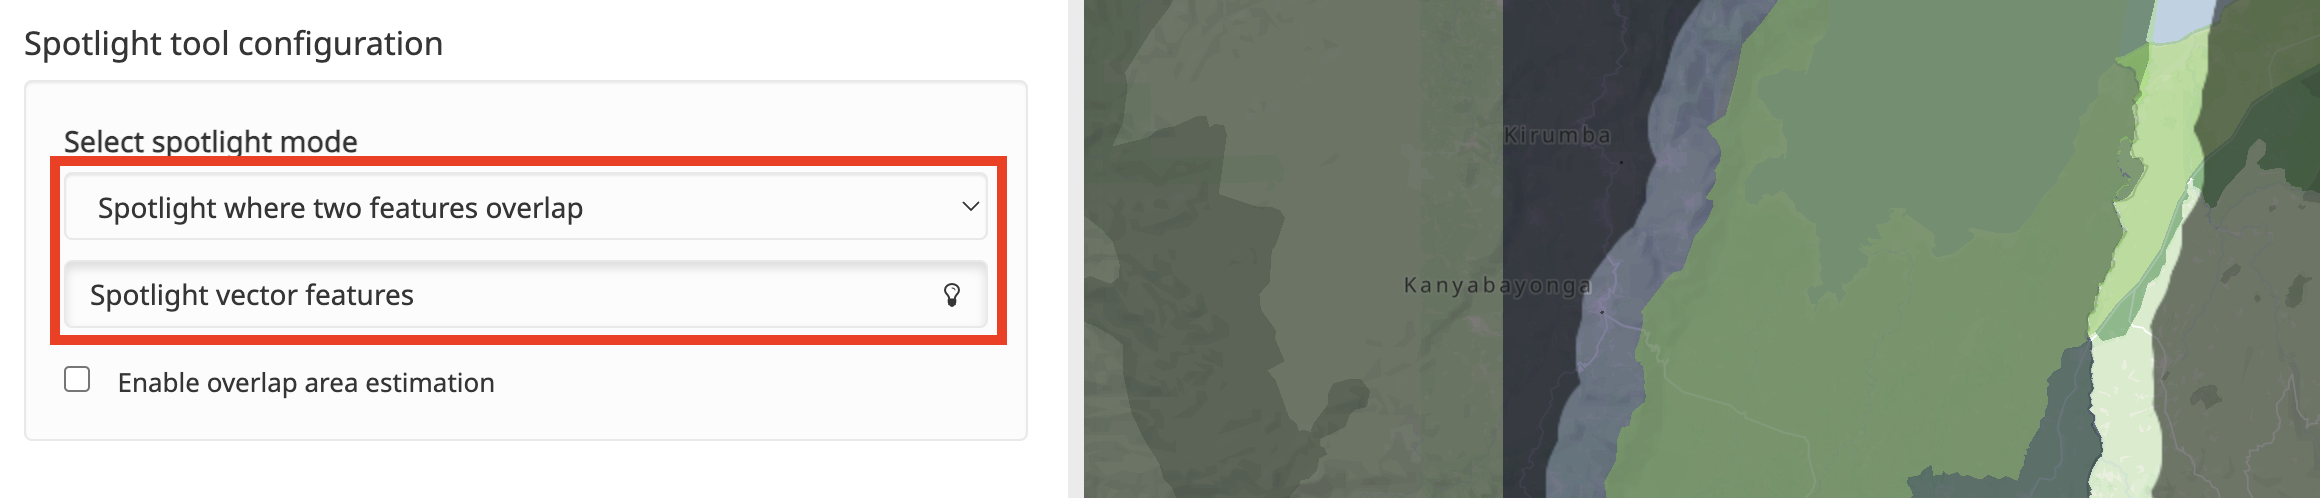 Spotlight tool configuration
Select spotlight mode
Spotlight where two features overlap
Spotlight vector features
Enable overlap area estimation
Kirumba
Kanyabayonga